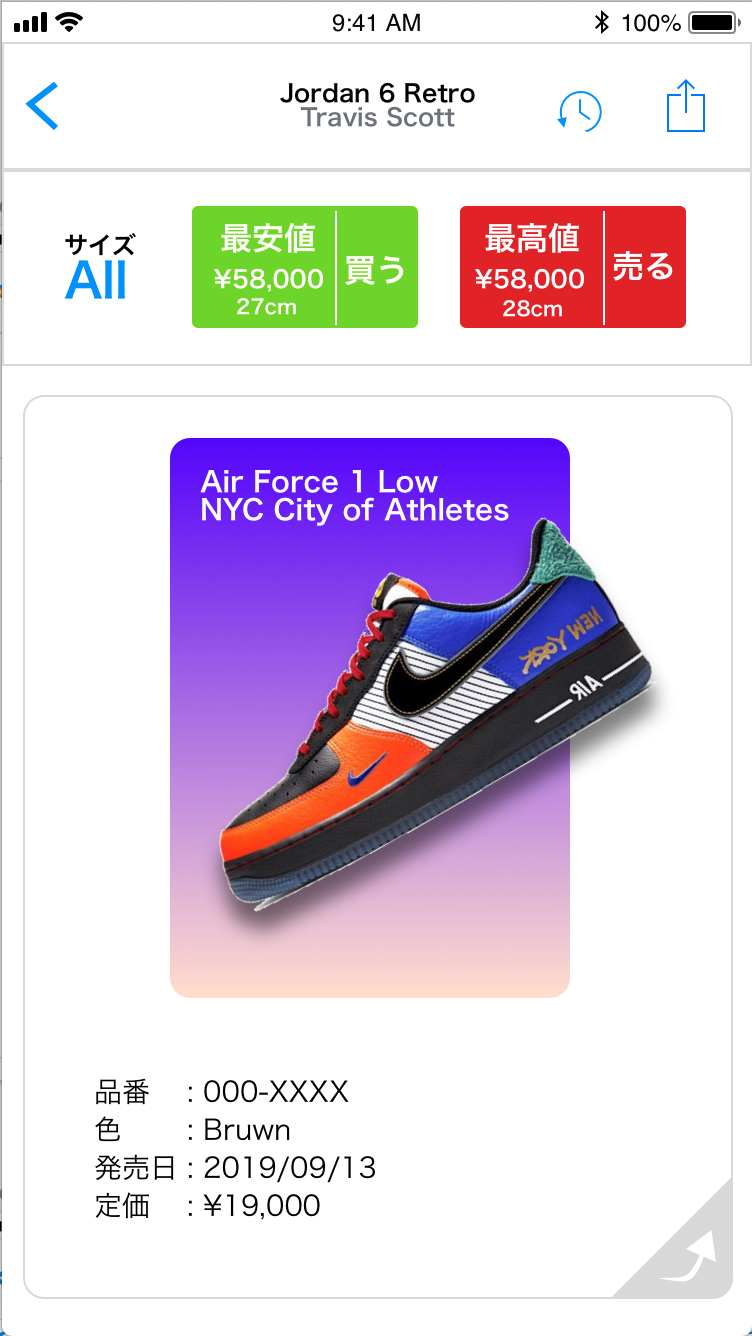 9:41 AM
100%
Jordan 6 Retro
Travis Scott
サイズ
All
最安値
¥58,000
27cm
買う
最高値
¥58,000
28cm
売る
Air Force 1 Low
NYC City of Athletes
NEW YORK
AIR
品番 : 000-XXXX
色 : Bruwn
発売日 : 2019/09/13
定価 : ¥19,000